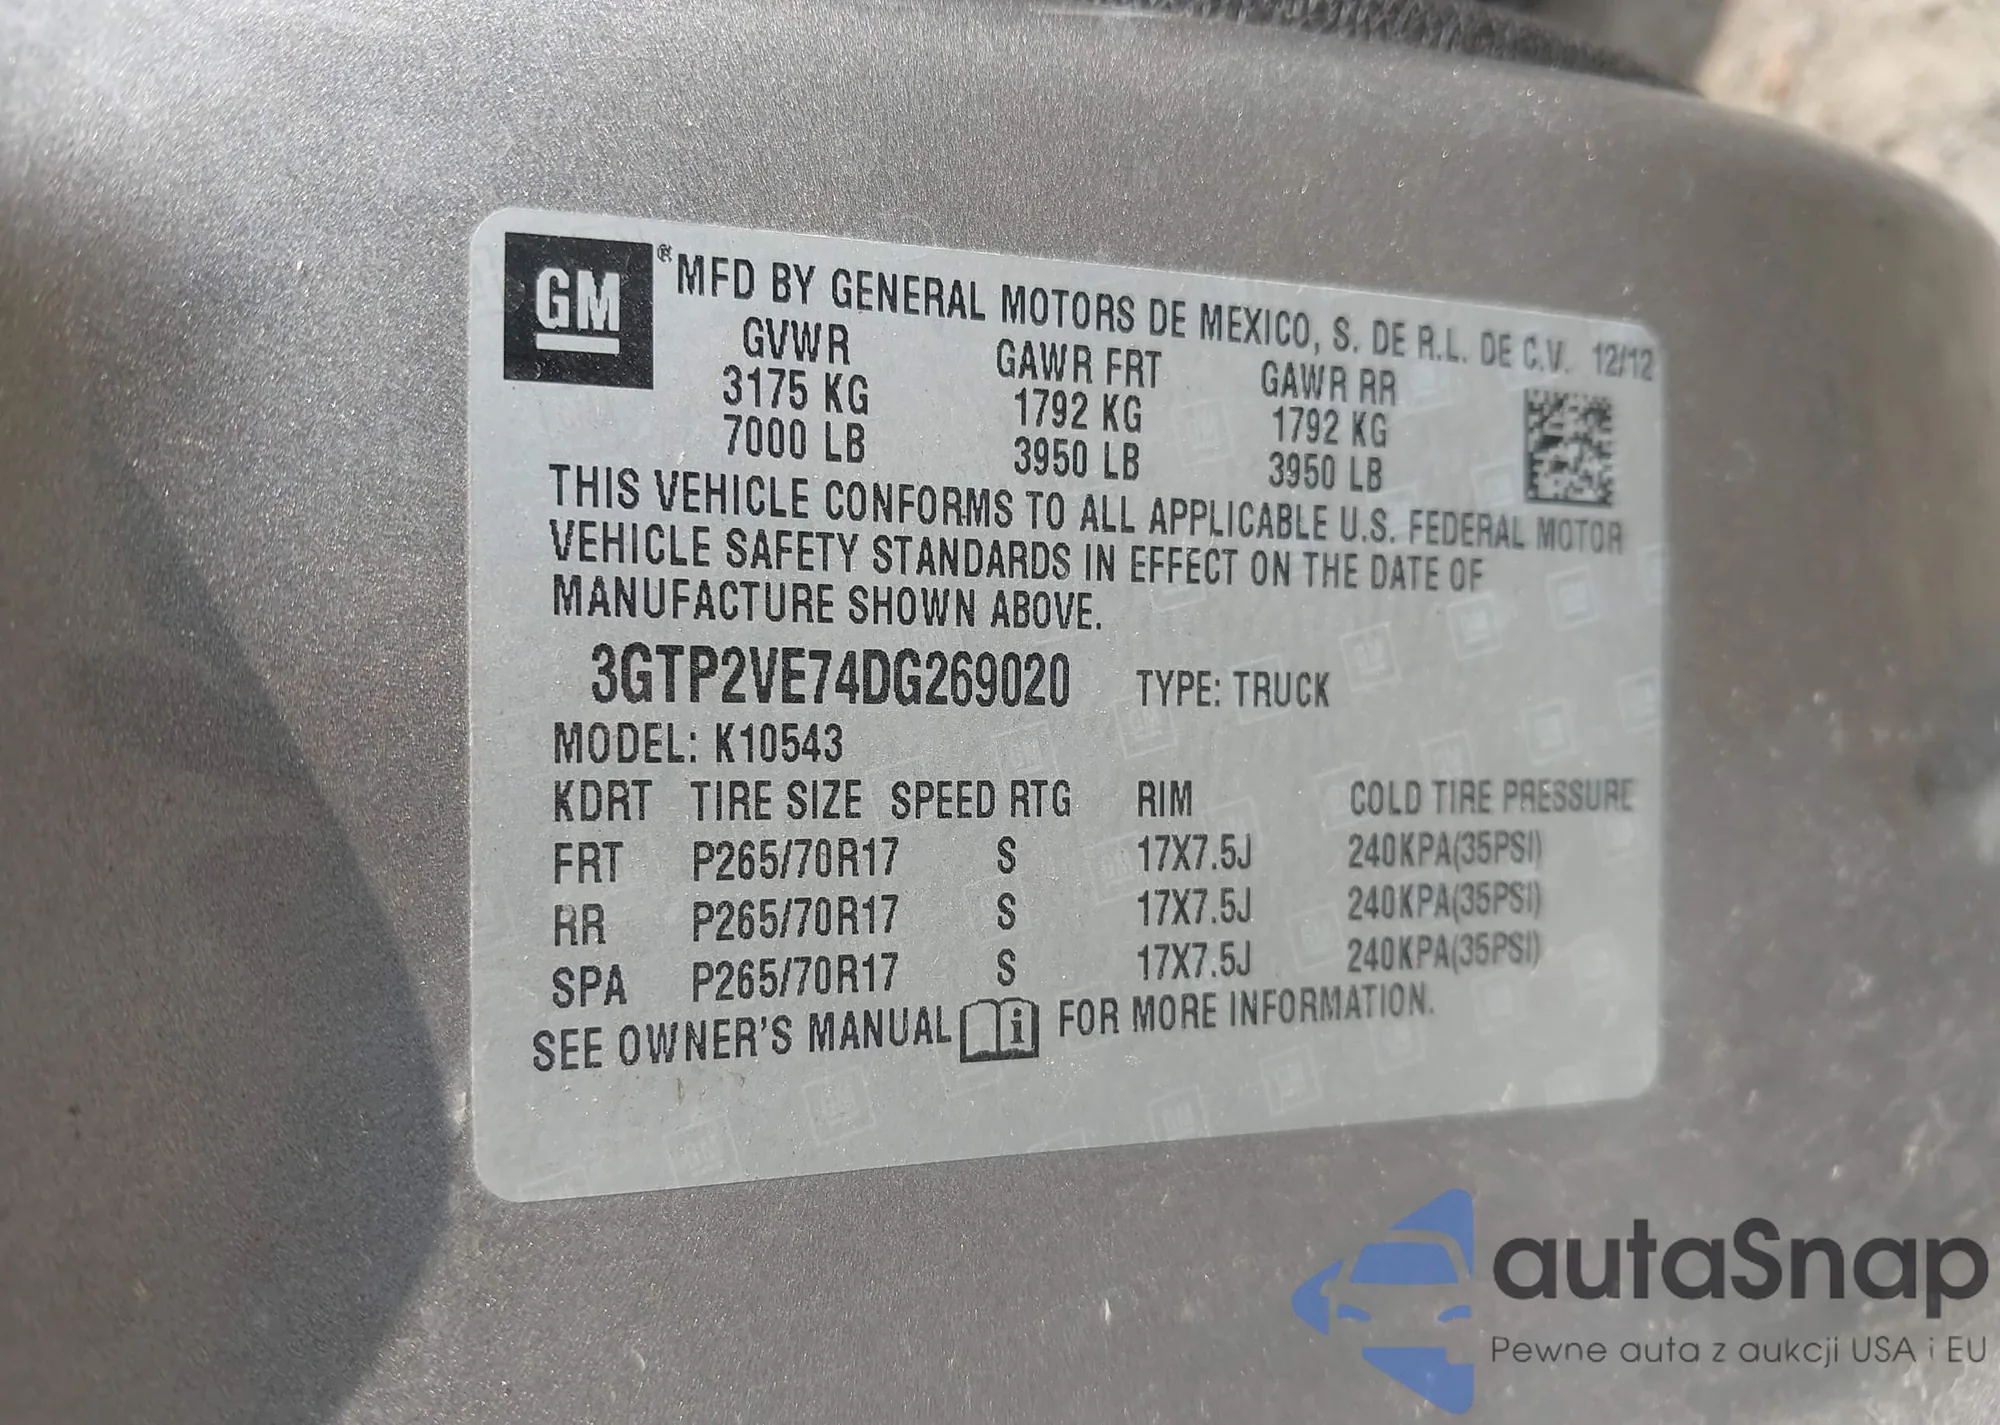 GM ® MFD BY GENERAL MOTORS DE MEXICO, S. DE R.L. DE C.V. 12/12
GVWR GAWR FRT GAWR RR
3175 KG 1792 KG 1792 KG
7000 LB 3950 LB 3950 LB
THIS VEHICLE CONFORMS TO ALL APPLICABLE U.S. FEDERAL MOTOR
VEHICLE SAFETY STANDARDS IN EFFECT ON THE DATE OF
MANUFACTURE SHOWN ABOVE.
3GTP2VE74DG269020 TYPE: TRUCK
MODEL: K10543
KDRT TIRE SIZE SPEED RTG RIM COLD TIRE PRESSURE
FRT P265/70R17 S 17X7.5J 240KPA(35PSI)
RR P265/70R17 S 17X7.5J 240KPA(35PSI)
SPA P265/70R17 S 17X7.5J 240KPA(35PSI)
SEE OWNER'S MANUAL i FOR MORE INFORMATION.
autaSnap
Pewne auta z aukcji USA i EU